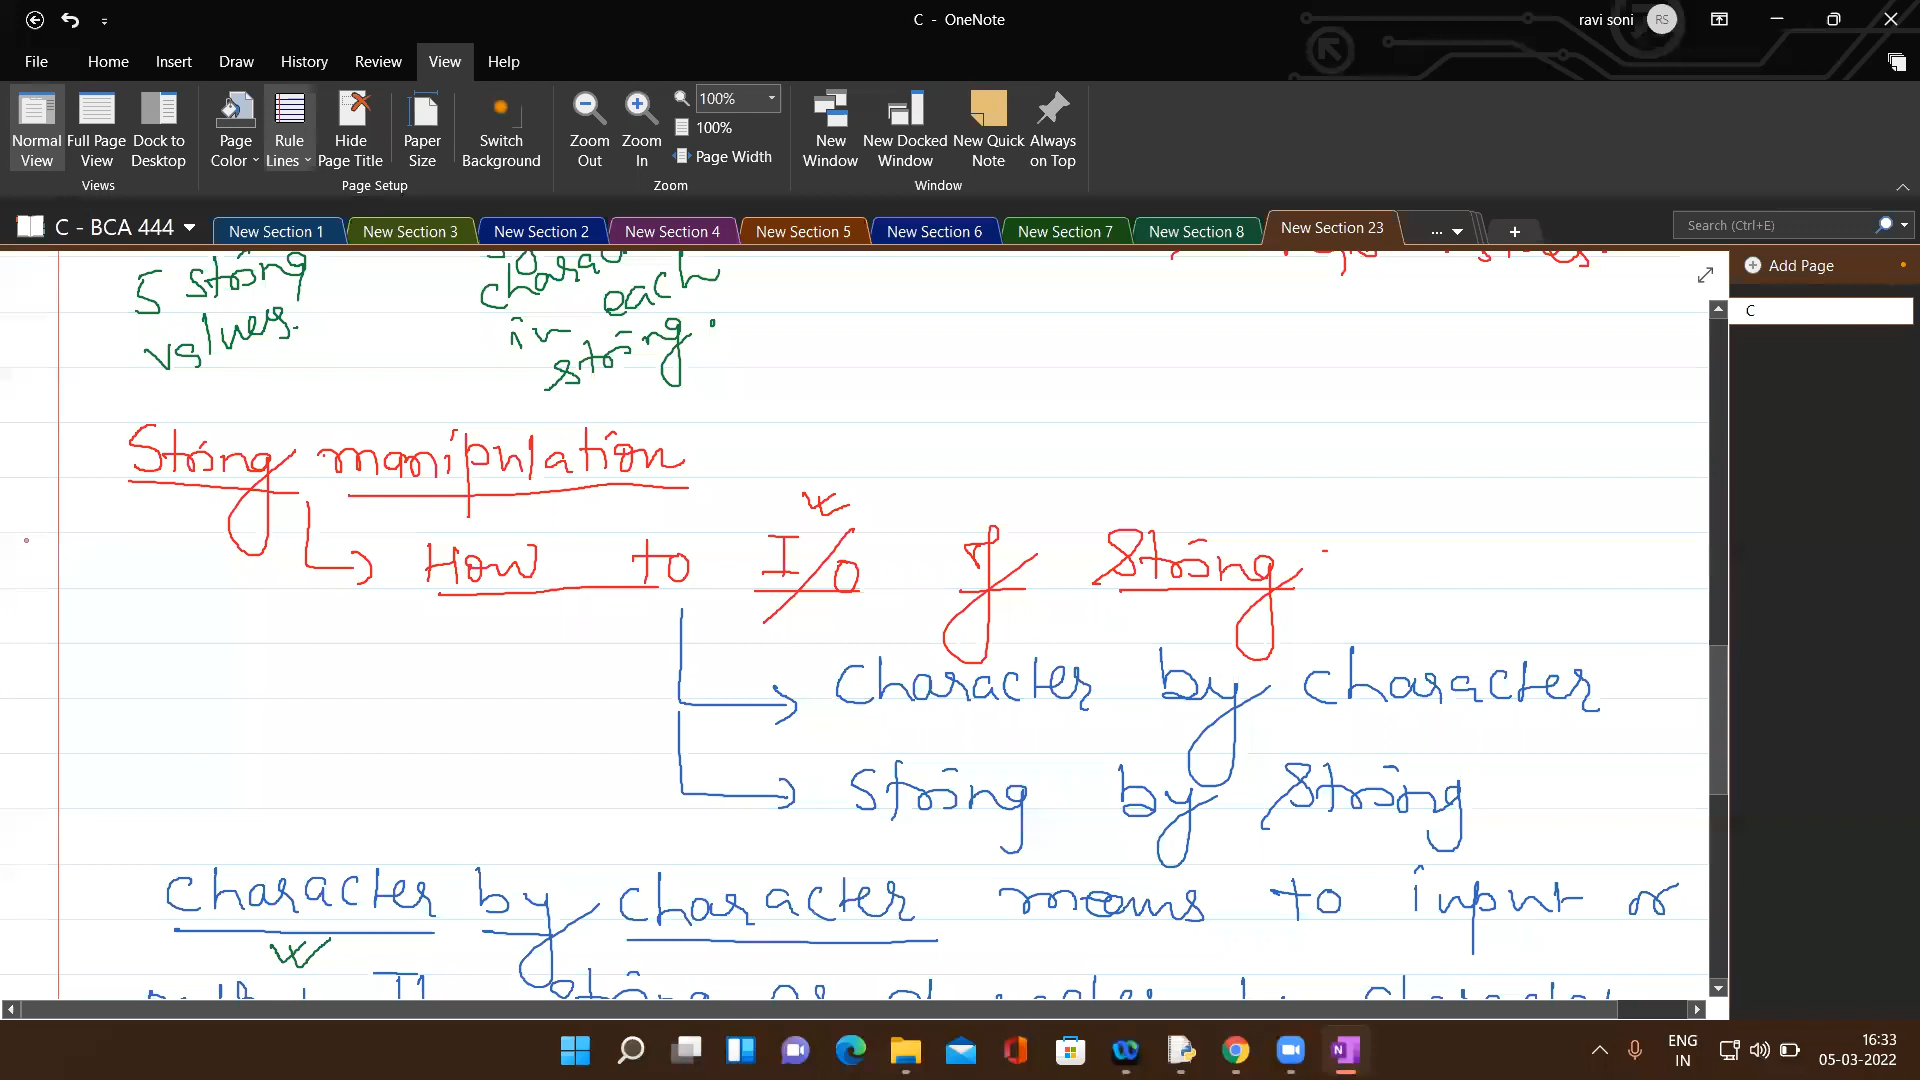 C - OneNote
ravi soni RS
File Home Insert Draw History Review View Help
Normal View
Full Page View
Dock to Desktop
Page Color
Rule Lines
Hide Page Title
Paper Size
Switch Background
Zoom Out
Zoom In
100%
100%
Page Width
New Window
New Docked Window
New Quick Note
Always on Top
Views Page Setup Zoom Window
C - BCA 444 New Section 1 New Section 3 New Section 2 New Section 4 New Section 5 New Section 6 New Section 7 New Section 8 New Section 23 ... + Search (Ctrl+E)
Add Page
C
5 string
values.
each
in
string
String manipulation
How to I/O of String
Character by character
String by String
Character by character means to input or
ENG
IN
16:33
05-03-2022